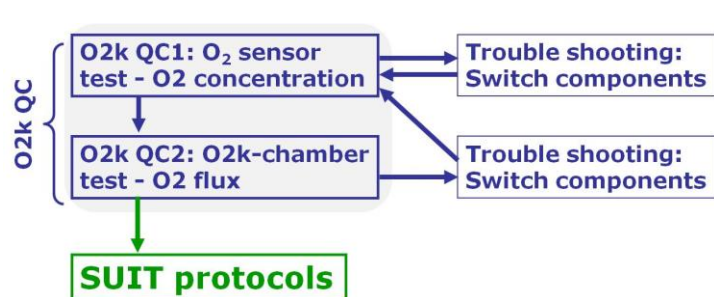 O2k QC
O2k QC1: O₂ sensor
test - O2 concentration
Trouble shooting:
Switch components
O2k QC2: O2k-chamber
test - O2 flux
Trouble shooting:
Switch components
SUIT protocols